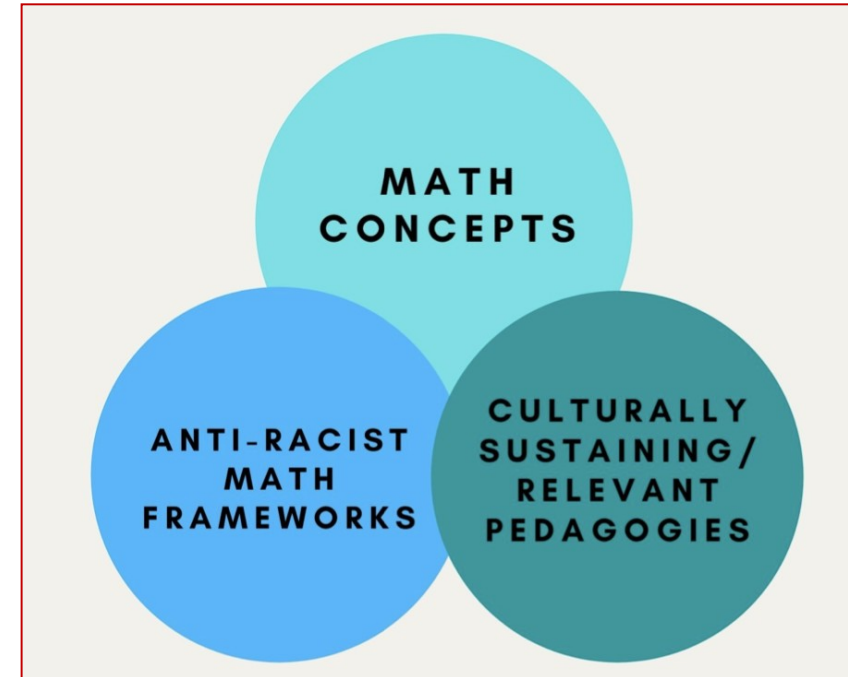 MATH
CONCEPTS
ANTI-RACIST
MATH
FRAMEWORKS
CULTURALLY
SUSTAINING/
RELEVANT
PEDAGOGIES